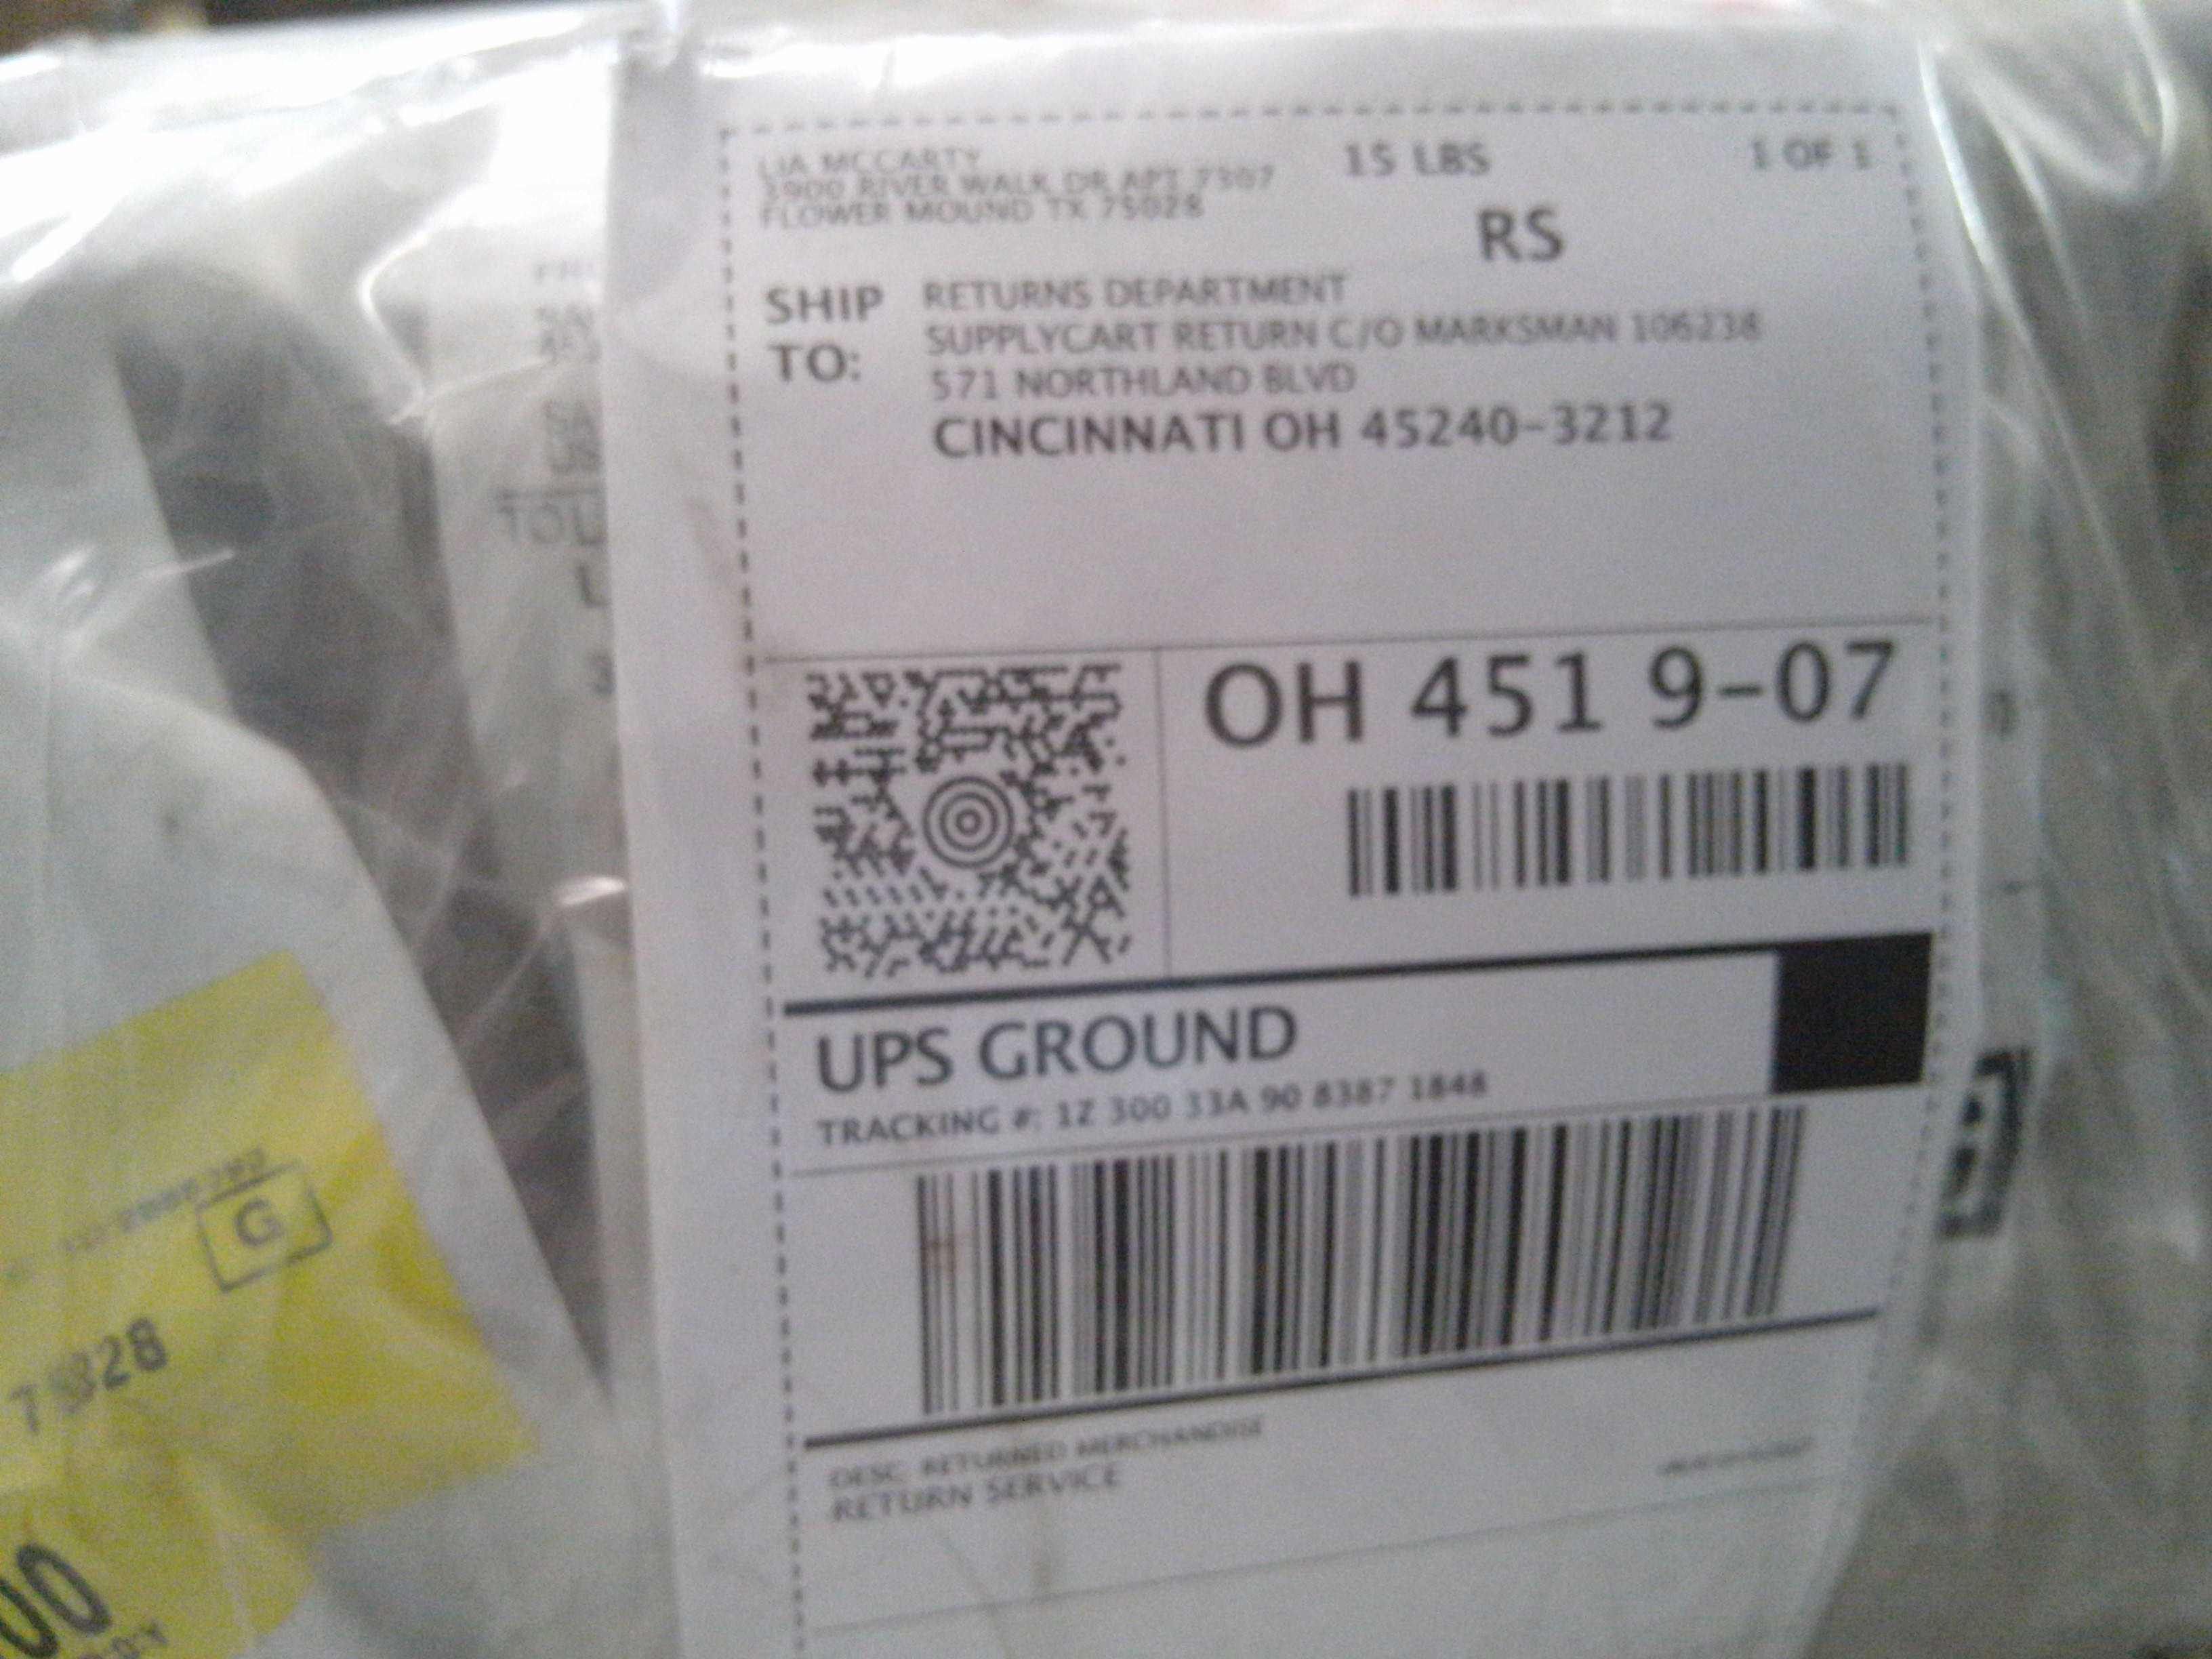 LIA MCCARTY
RIVER WALK DR APT 7307
FLOWER MOUND TX 75028
15 LBS
1 OF 1
RS
SHIP TO:
RETURNS DEPARTMENT
SUPPLYCART RETURN C/O MARKSMAN 106238
571 NORTHLAND BLVD
CINCINNATI OH 45240-3212
OH 451 9-07
UPS GROUND
TRACKING #: 1Z 300 33A 90 8387 1848
DESC: RETURNED MERCHANDISE
RETURN SERVICE
G